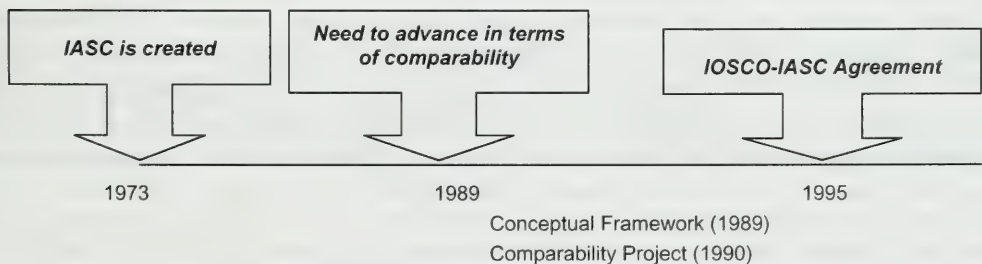 IASC is created
Need to advance in terms
of comparability
IOSCO-IASC Agreement
1973
1989
1995
Conceptual Framework (1989)
Comparability Project (1990)